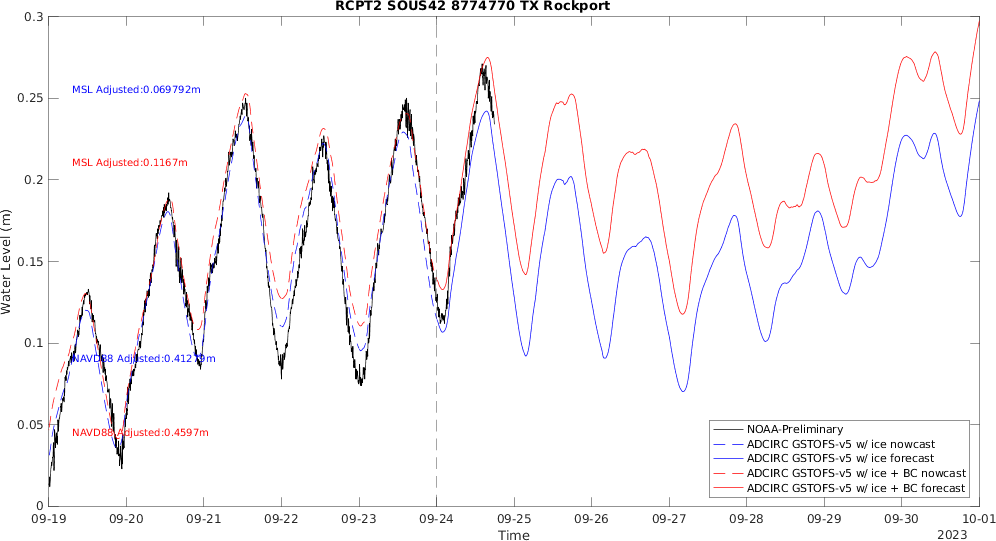 RCPT2 SOUS42 8774770 TX Rockport
0.3
0.25
0.2
0.15
0.1
0.05
0
Water Level (m)
MSL Adjusted:0.069792m
MSL Adjusted:0.1167m
NAVD88 Adjusted:0.41279m
NAVD88 Adjusted:0.4597m
NOAA-Preliminary
ADCIRC GSTOFS-v5 w/ ice nowcast
ADCIRC GSTOFS-v5 w/ ice forecast
ADCIRC GSTOFS-v5 w/ ice + BC nowcast
ADCIRC GSTOFS-v5 w/ ice + BC forecast
09-19 09-20 09-21 09-22 09-23 09-24 09-25 09-26 09-27 09-28 09-29 09-30 10-01
Time
2023